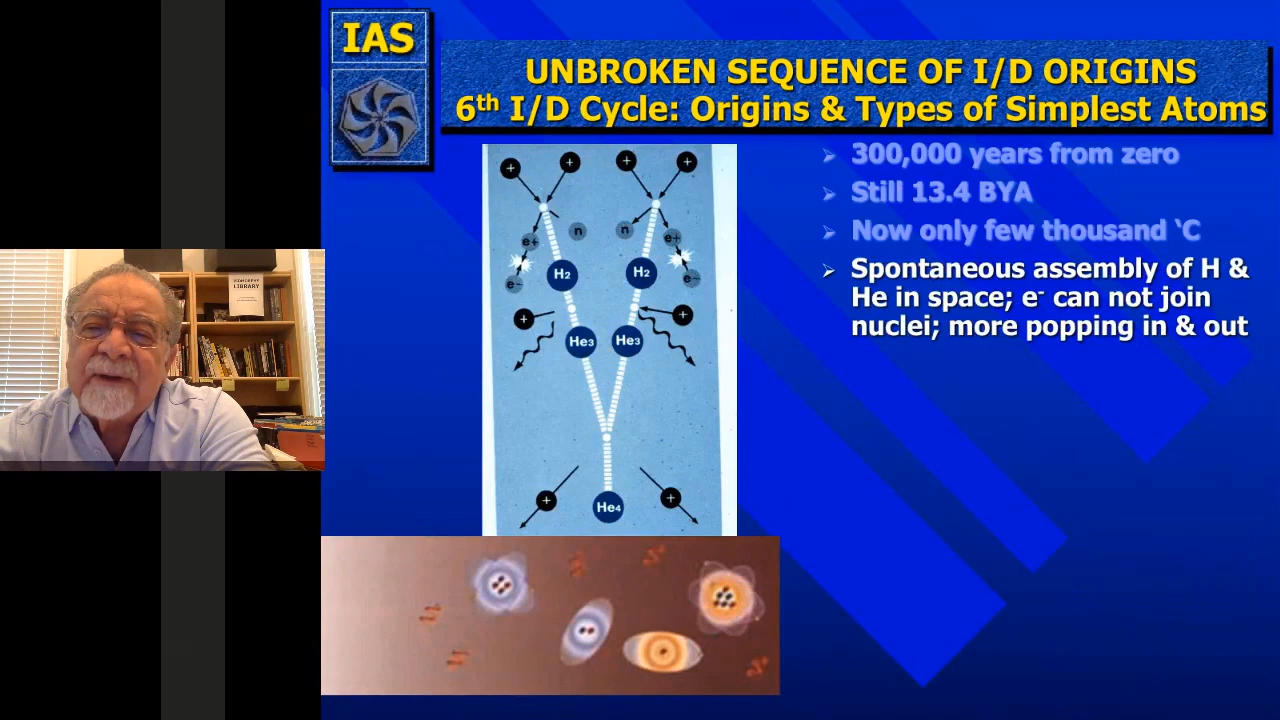 IAS
UNBROKEN SEQUENCE OF I/D ORIGINS
6th I/D Cycle: Origins & Types of Simplest Atoms
300,000 years from zero
Still 13.4 BYA
Now only few thousand ‘C
Spontaneous assembly of H &
He in space; e- can not join
nuclei; more popping in & out
+ + + +
n n
e+ e+
H2 H2
e− e−
+ +
He3 He3
+ +
He4
LIBRARY